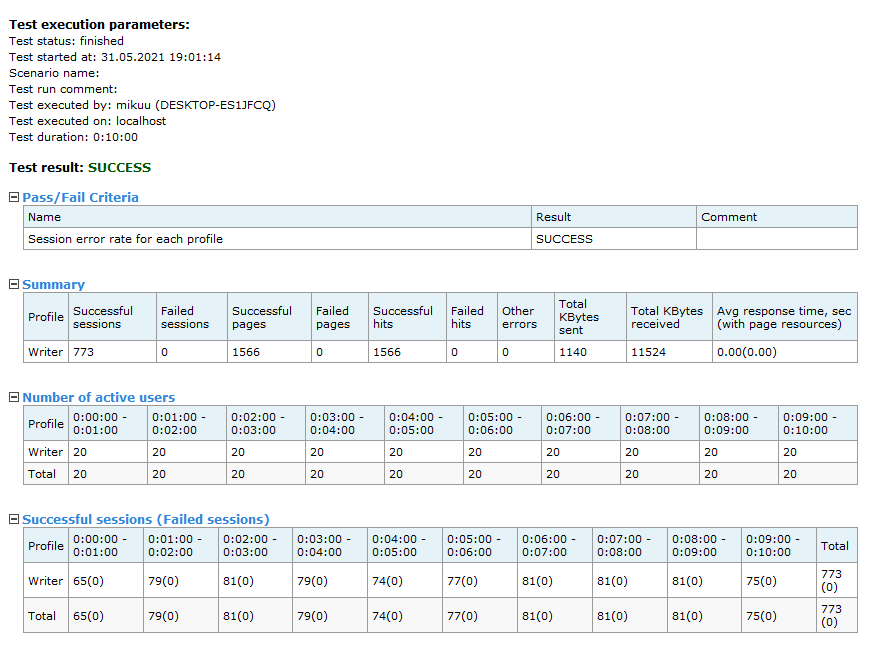 Test execution parameters:
Test status: finished
Test started at: 31.05.2021 19:01:14
Scenario name:
Test run comment:
Test executed by: mikuu (DESKTOP-ES1JFCQ)
Test executed on: localhost
Test duration: 0:10:00
Test result: SUCCESS
Pass/Fail Criteria
Name Result Comment
Session error rate for each profile SUCCESS
Summary
Profile Successful sessions Failed sessions Successful pages Failed pages Successful hits Failed hits Other errors Total KBytes sent Total KBytes received Avg response time, sec (with page resources)
Writer 773 0 1566 0 1566 0 0 1140 11524 0.00(0.00)
Number of active users
Profile 0:00:00 - 0:01:00 0:01:00 - 0:02:00 0:02:00 - 0:03:00 0:03:00 - 0:04:00 0:04:00 - 0:05:00 0:05:00 - 0:06:00 0:06:00 - 0:07:00 0:07:00 - 0:08:00 0:08:00 - 0:09:00 0:09:00 - 0:10:00
Writer 20 20 20 20 20 20 20 20 20 20
Total 20 20 20 20 20 20 20 20 20 20
Successful sessions (Failed sessions)
Profile 0:00:00 - 0:01:00 0:01:00 - 0:02:00 0:02:00 - 0:03:00 0:03:00 - 0:04:00 0:04:00 - 0:05:00 0:05:00 - 0:06:00 0:06:00 - 0:07:00 0:07:00 - 0:08:00 0:08:00 - 0:09:00 0:09:00 - 0:10:00 Total
Writer 65(0) 79(0) 81(0) 79(0) 74(0) 77(0) 81(0) 81(0) 81(0) 75(0) 773 (0)
Total 65(0) 79(0) 81(0) 79(0) 74(0) 77(0) 81(0) 81(0) 81(0) 75(0) 773 (0)